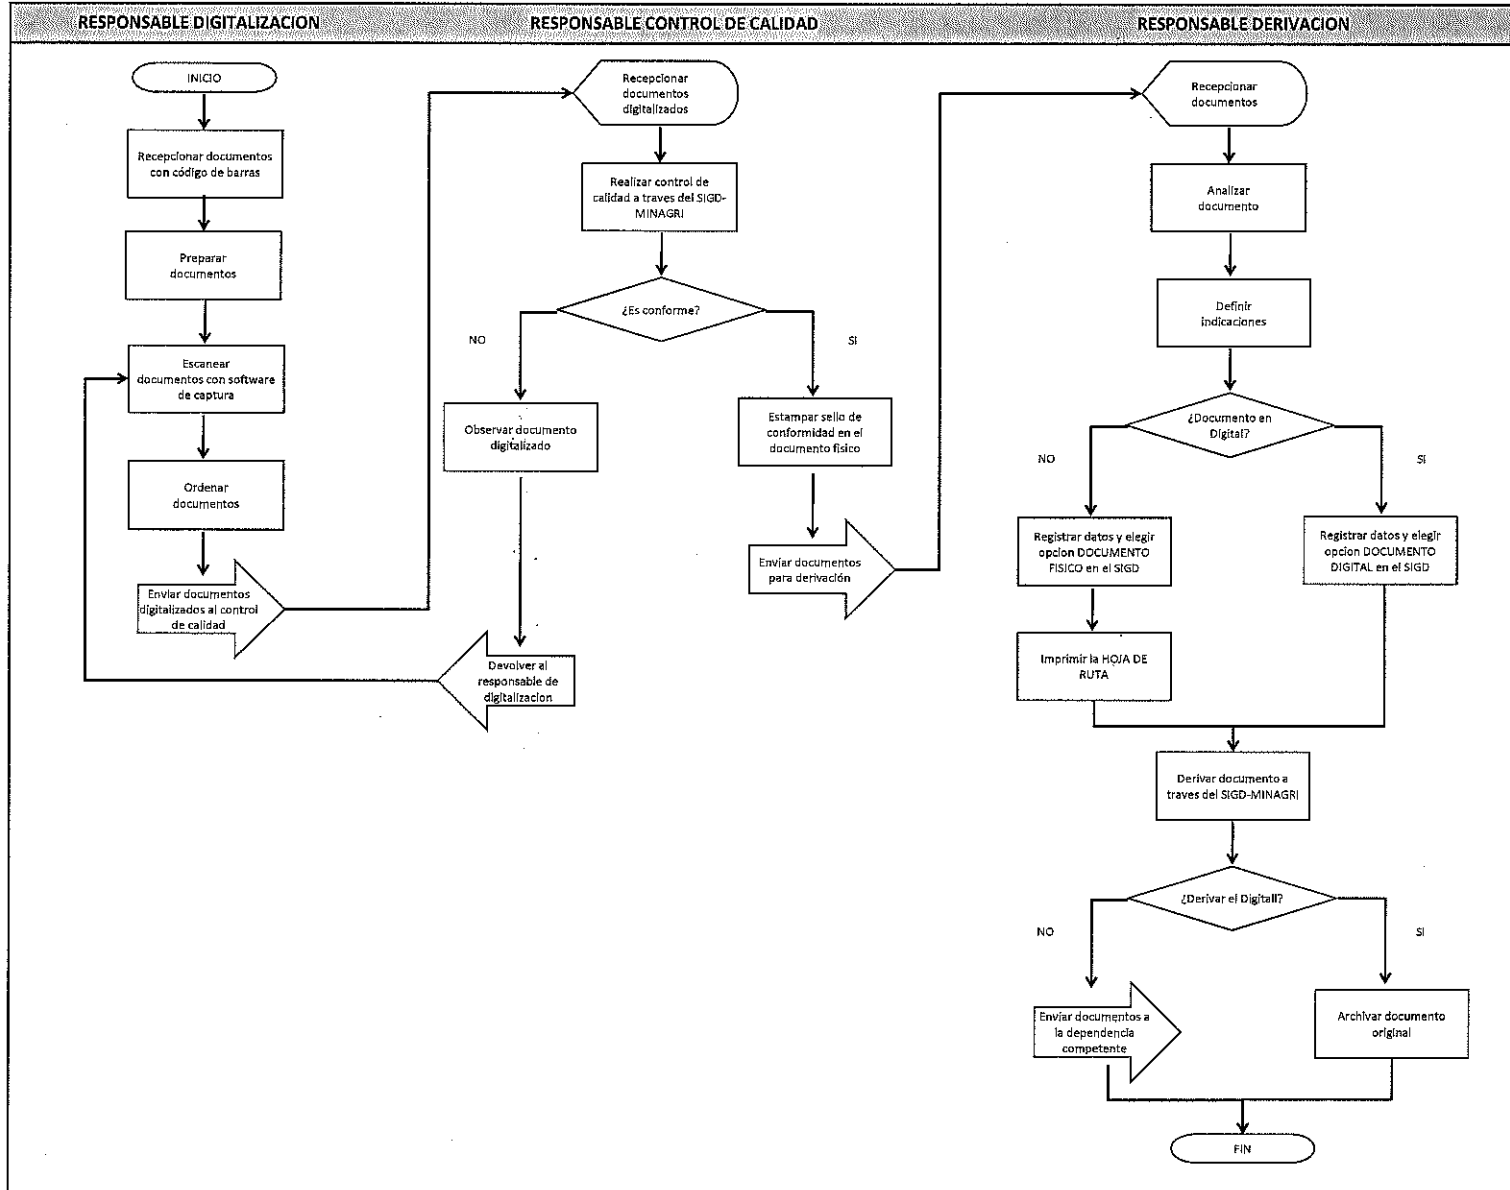 RESPONSABLE DIGITALIZACION
RESPONSABLE CONTROL DE CALIDAD
RESPONSABLE DERIVACION
INICIO
Recepcionar documentos
con código de barras
Preparar
documentos
Escanear
documentos con software
de captura
Ordenar
documentos
Enviar documentos
digitalizados al control
de calidad
Recepcionar
documentos
digitalizados
Realizar control de
calidad a traves del SIGD-
MINAGRI
¿Es conforme?
NO
SI
Observar documento
digitalizado
Estampar sello de
conformidad en el
documento fisico
Enviar documentos
para derivación
Devolver al
responsable de
digitalizacion
Recepcionar
documentos
Analizar
documento
Definir
indicaciones
¿Documento en
Digital?
NO
SI
Registrar datos y elegir
opcion DOCUMENTO
FISICO en el SIGD
Registrar datos y elegir
opcion DOCUMENTO
DIGITAL en el SIGD
Imprimir la HOJA DE
RUTA
Derivar documento a
traves del SIGD-MINAGRI
¿Derivar el Digitall?
NO
SI
Enviar documentos a
la dependencia
competente
Archivar documento
original
FIN